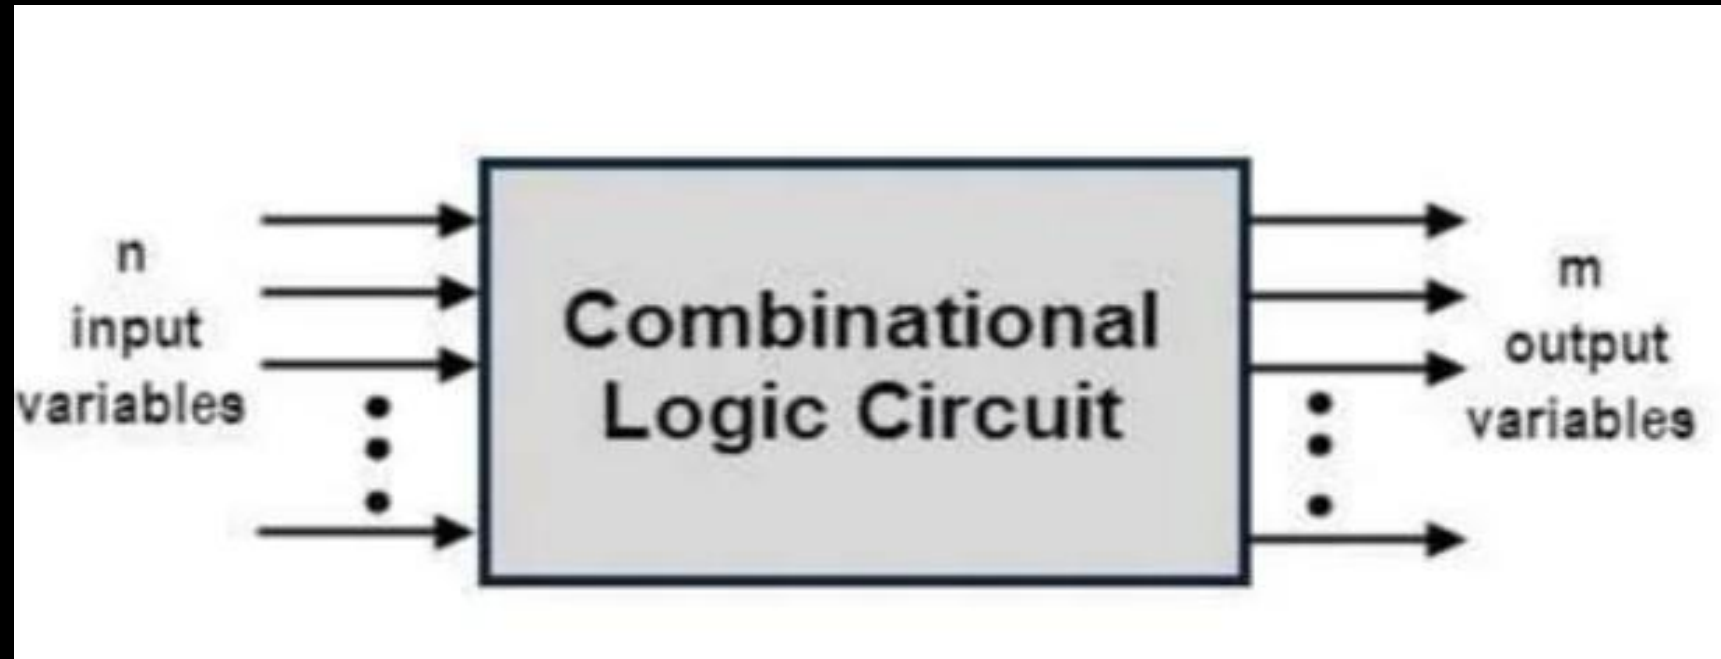 n
input
variables
Combinational
Logic Circuit
m
output
variables